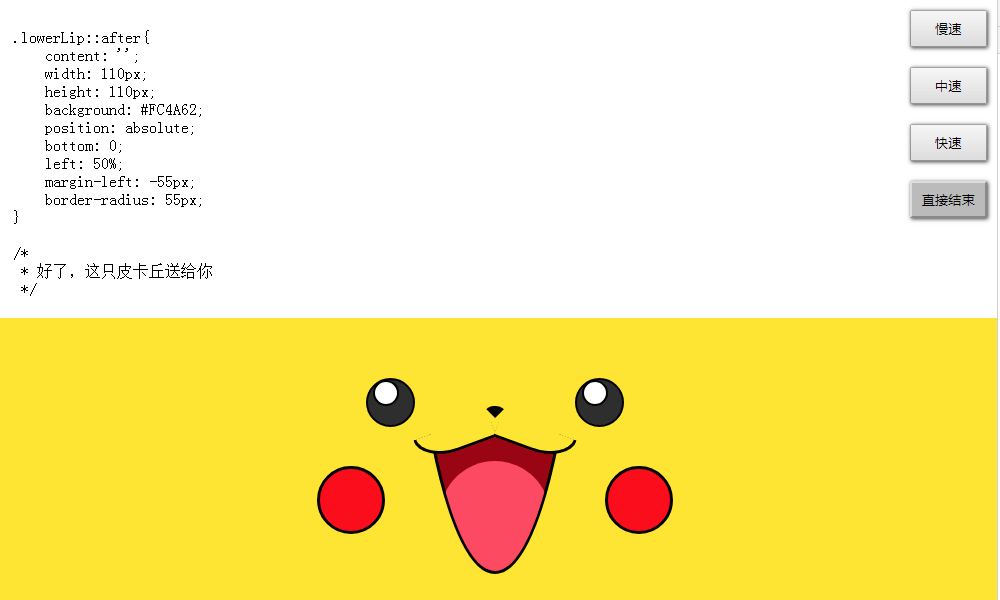 .lowerLip::after{
    content: '';
    width: 110px;
    height: 110px;
    background: #FC4A62;
    position: absolute;
    bottom: 0;
    left: 50%;
    margin-left: -55px;
    border-radius: 55px;
}
/*
 * 好了，这只皮卡丘送给你
 */
慢速
中速
快速
直接结束